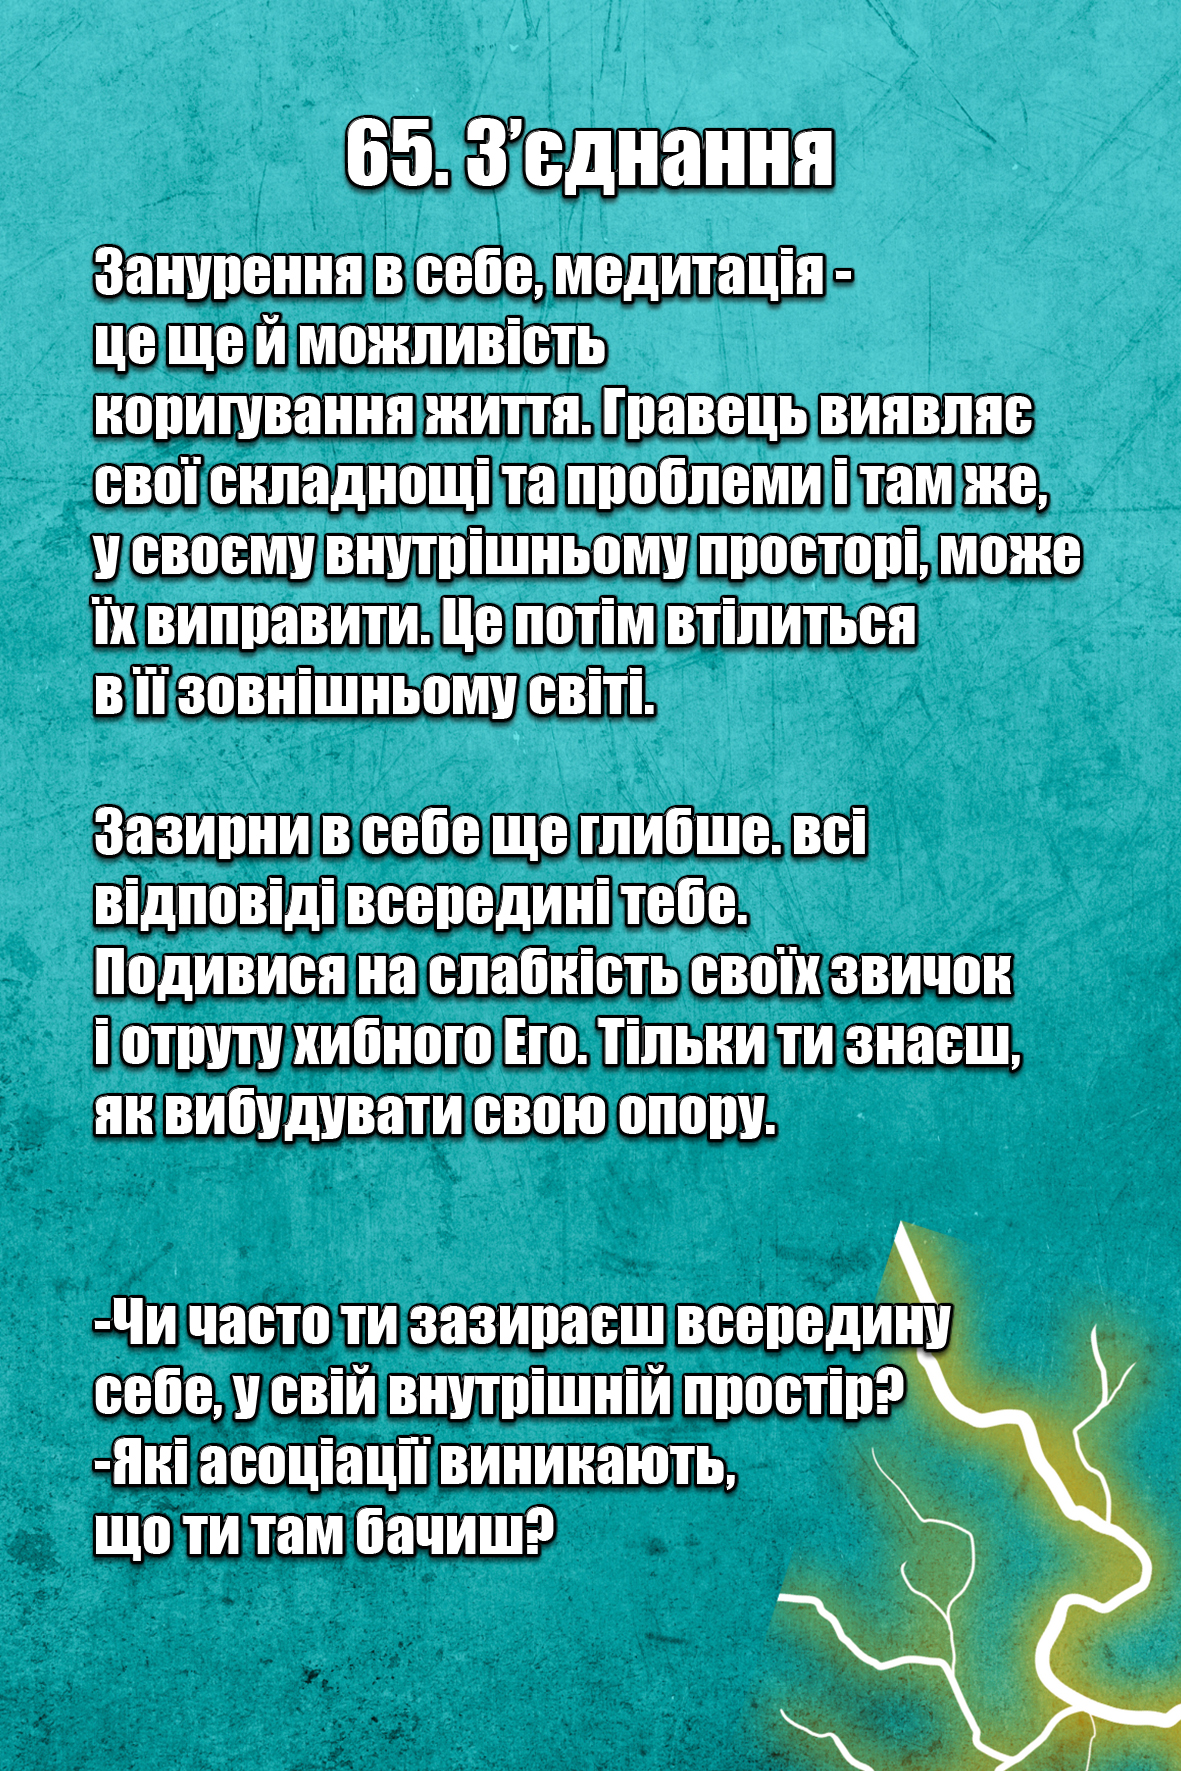 65. З’єднання
Занурення в себе, медитація -
це ще й можливість
коригування життя. Гравець виявляє
свої складнощі та проблеми і там же,
у своєму внутрішньому просторі, може
їх виправити. Це потім втілиться
в її зовнішньому світі.
Зазирни в себе ще глибше. всі
відповіді всередині тебе.
Подивися на слабкість своїх звичок
і отруту хибного Его. Тільки ти знаєш,
як вибудувати свою опору.
-Чи часто ти зазираєш всередину
себе, у свій внутрішній простір?
-Які асоціації виникають,
що ти там бачиш?